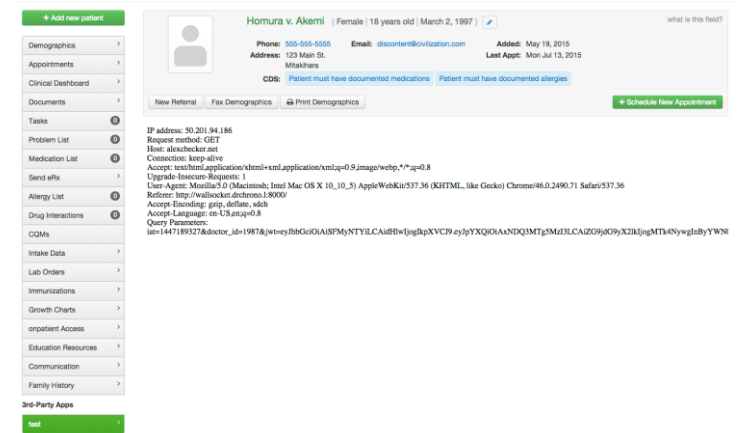 + Add new patient
Demographics
Appointments
Clinical Dashboard
Documents
Tasks 0
Problem List 0
Medication List 0
Send eRx
Allergy List 0
Drug Interactions 0
CQMs
Intake Data
Lab Orders
Immunizations
Growth Charts
onpatient Access
Education Resources
Communication
Family History
3rd-Party Apps
test
Homura v. Akemi ( Female | 18 years old | March 2, 1997 )
what is this field?
Phone: 555-555-5555 Email: discontent@civilization.com Added: May 19, 2015
Address: 123 Main St. Last Appt: Mon Jul 13, 2015
Mitakihara
CDS: Patient must have documented medications Patient must have documented allergies
New Referral Fax Demographics Print Demographics + Schedule New Appointment
IP address: 50.201.94.186
Request method: GET
Host: alexcbecker.net
Connection: keep-alive
Accept: text/html,application/xhtml+xml,application/xml;q=0.9,image/webp,*/*;q=0.8
Upgrade-Insecure-Requests: 1
User-Agent: Mozilla/5.0 (Macintosh; Intel Mac OS X 10_10_5) AppleWebKit/537.36 (KHTML, like Gecko) Chrome/46.0.2490.71 Safari/537.36
Referer: http://wallsocket.drchrono.l:8000/
Accept-Encoding: gzip, deflate, sdch
Accept-Language: en-US,en;q=0.8
Query Parameters:
iat=1447189327&doctor_id=1987&jwt=eyJhbGciOiAiSFMyNTYiLCAidHlwIjogIkpXVCJ9.eyJpYXQiOiAxNDQ3MTg5MzI3LCAiZG9jdG9yX2lkIjogMTk4NywgInByYWN0